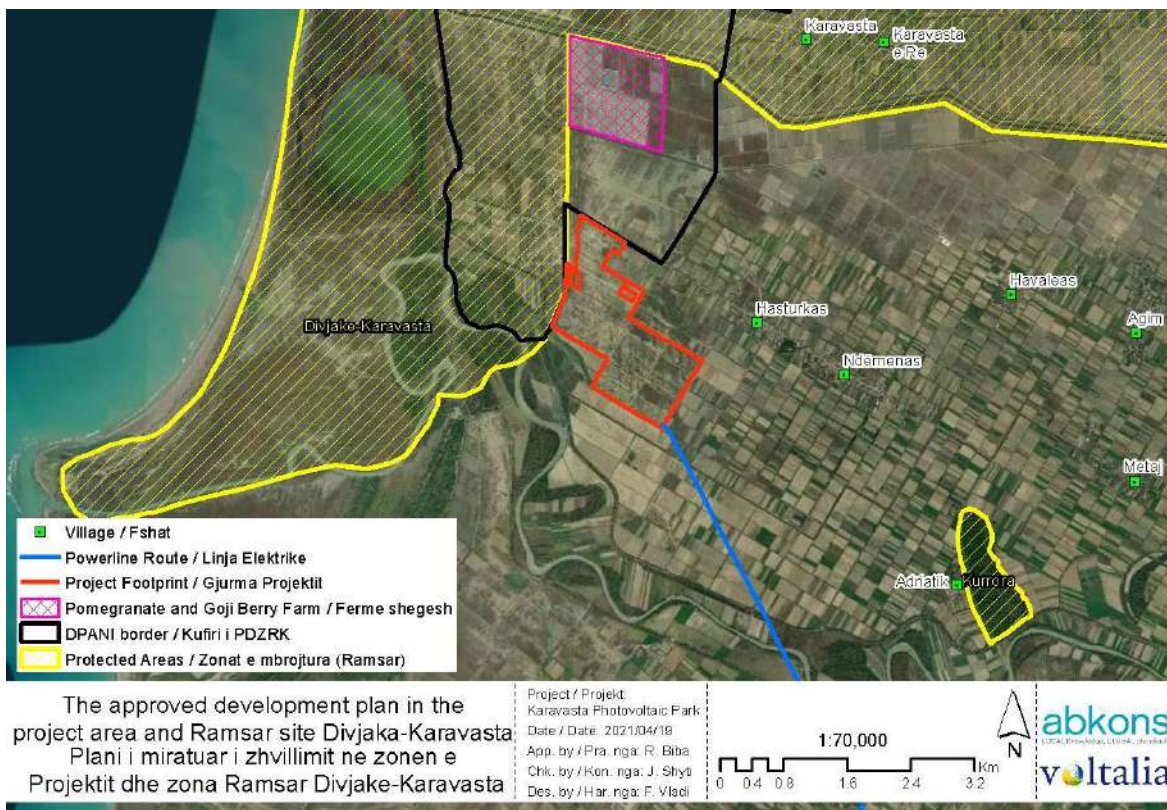 Karavasta
Karavasta
e Re
Havaleas
Hasturkas
Agim
Divjake-Karavasta
Ndërmenas
Metaj
Adriatik
Kurrora
Village / Fshat
Powerline Route / Linja Elektrike
Project Footprint / Gjurma Projektit
Pomegranate and Goji Berry Farm / Ferme shegesh
DPANI border / Kufiri i PDZRK
Protected Areas / Zonat e mbrojtura (Ramsar)
The approved development plan in the
project area and Ramsar site Divjaka-Karavasta
Plani i miratuar i zhvillimit ne zonen e
Projektit dhe zona Ramsar Divjake-Karavasta
Project / Projekt:
Karavasta Photovoltaic Park
Date / Datë: 2021/04/19
App. by / Pra. nga: R. Biba
Chk. by / Kon. nga: J. Shyti
Des. by / Har. nga: F. Vladi
1:70,000
Km
0 0.4 0.8 1.6 2.4 3.2
N
abkons
voltalia